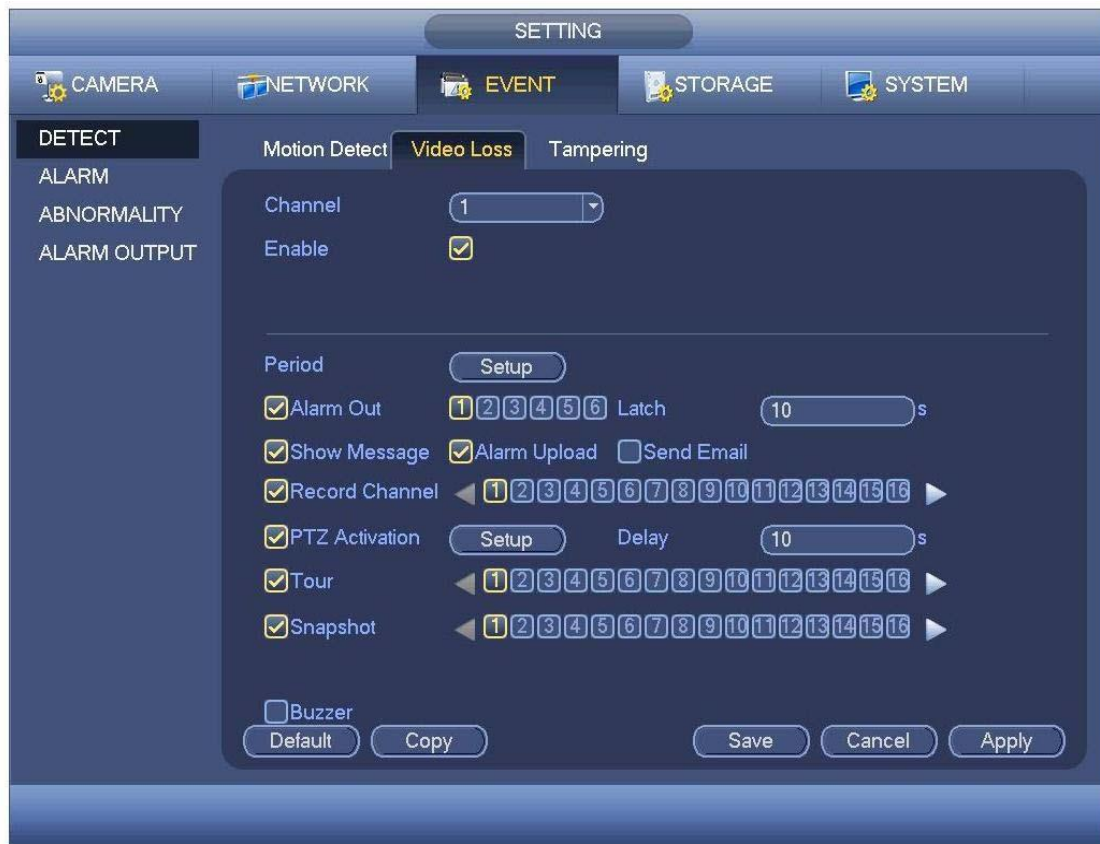 SETTING
CAMERA NETWORK EVENT STORAGE SYSTEM
DETECT
ALARM
ABNORMALITY
ALARM OUTPUT
Motion Detect Video Loss Tampering
Channel 1
Enable
Period Setup
Alarm Out 1 2 3 4 5 6 Latch 10 s
Show Message Alarm Upload Send Email
Record Channel 1 2 3 4 5 6 7 8 9 10 11 12 13 14 15 16
PTZ Activation Setup Delay 10 s
Tour 1 2 3 4 5 6 7 8 9 10 11 12 13 14 15 16
Snapshot 1 2 3 4 5 6 7 8 9 10 11 12 13 14 15 16
Buzzer
Default Copy Save Cancel Apply